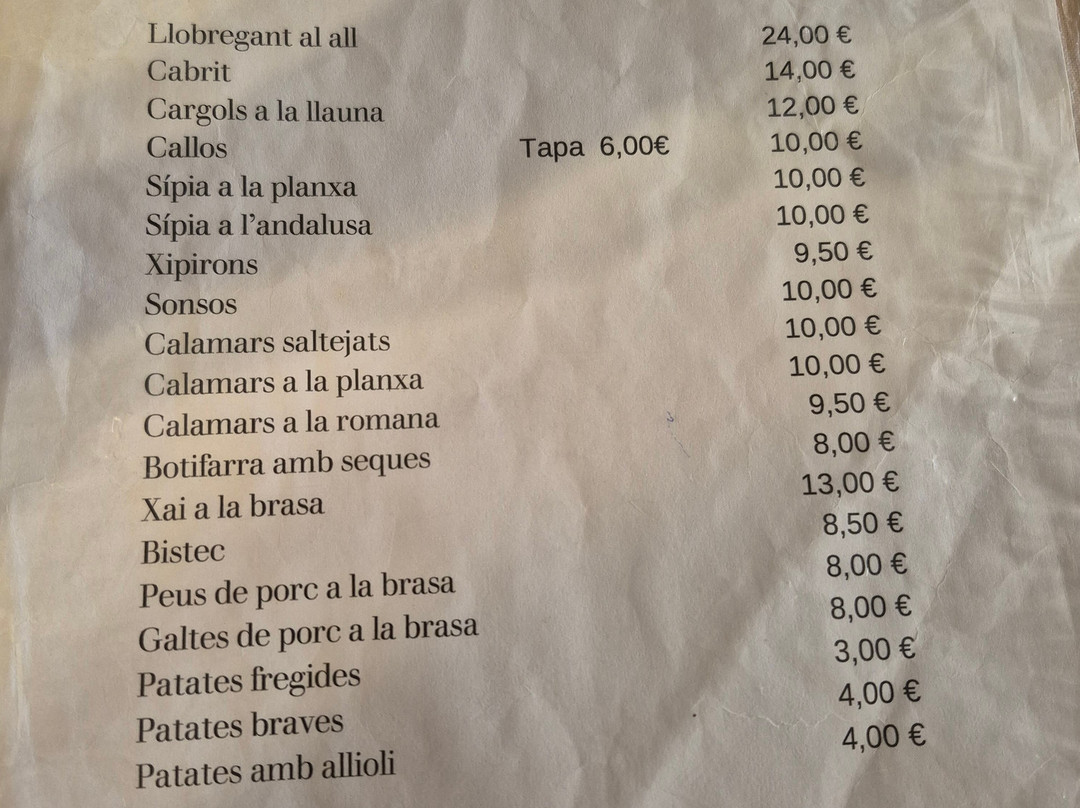 Llobregant al all 24,00 €
Cabrit 14,00 €
Cargols a la llauna 12,00 €
Callos Tapa 6,00€ 10,00 €
Sípia a la planxa 10,00 €
Sípia a l’andalusa 10,00 €
Xipirons 9,50 €
Sonsos 10,00 €
Calamars saltejats 10,00 €
Calamars a la planxa 10,00 €
Calamars a la romana 9,50 €
Botifarra amb seques 8,00 €
Xai a la brasa 13,00 €
Bistec 8,50 €
Peus de porc a la brasa 8,00 €
Galtes de porc a la brasa 8,00 €
Patates fregides 3,00 €
Patates braves 4,00 €
Patates amb allioli 4,00 €